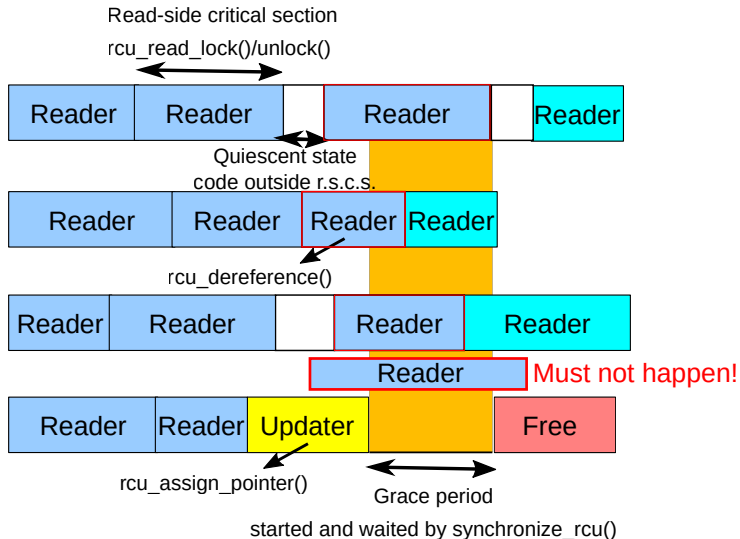 Read-side critical section
rcu_read_lock()/unlock()
Reader Reader Reader Reader
Quiescent state
code outside r.s.c.s.
Reader Reader Reader Reader
rcu_dereference()
Reader Reader Reader Reader
Reader Must not happen!
Reader Reader Updater Free
rcu_assign_pointer()
Grace period
started and waited by synchronize_rcu()